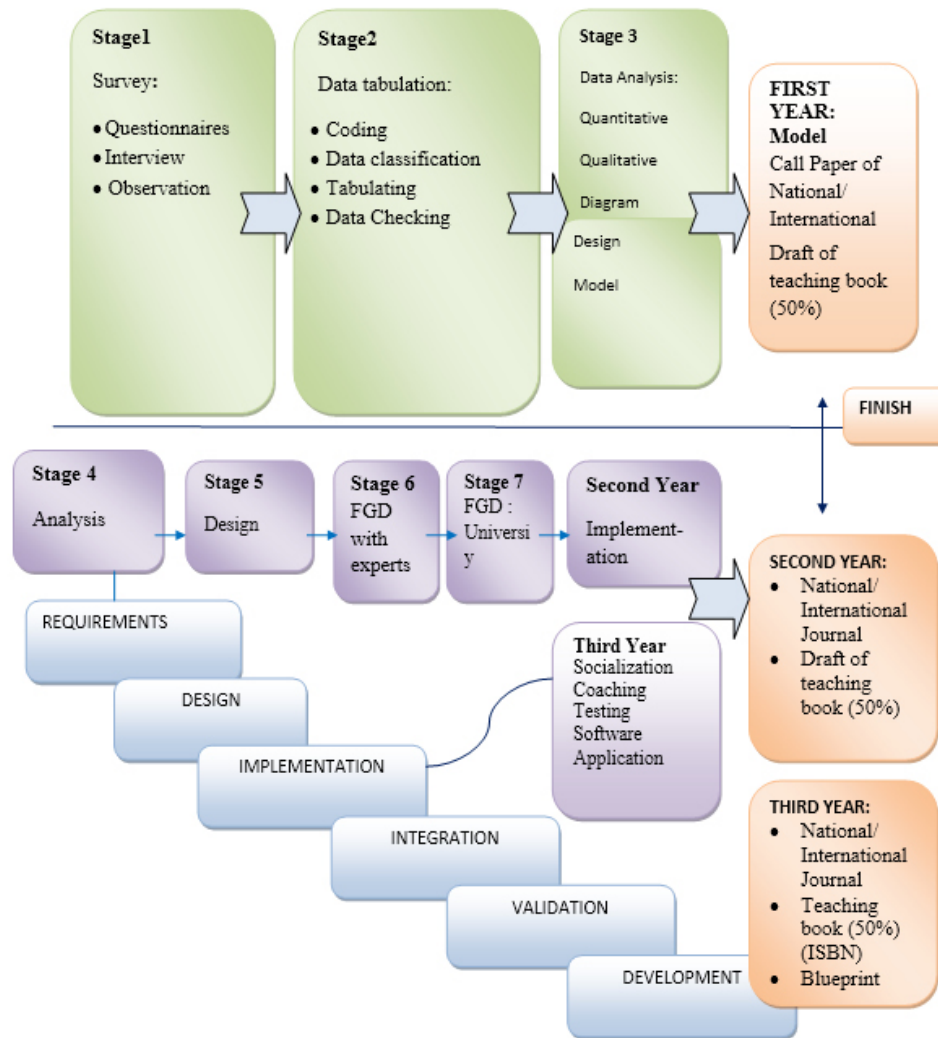 Stage1
Survey:
• Questionnaires
• Interview
• Observation
Stage2
Data tabulation:
• Coding
• Data classification
• Tabulating
• Data Checking
Stage 3
Data Analysis:
Quantitative
Qualitative
Diagram
Design
Model
FIRST
YEAR:
Model
Call Paper of
National/
International
Draft of
teaching book
(50%)
FINISH
Stage 4
Analysis
Stage 5
Design
Stage 6
FGD
with
experts
Stage 7
FGD :
Universi
y
Second Year
Implement-
ation
REQUIREMENTS
DESIGN
IMPLEMENTATION
INTEGRATION
VALIDATION
DEVELOPMENT
Third Year
Socialization
Coaching
Testing
Software
Application
SECOND YEAR:
• National/
International
Journal
• Draft of
teaching
book (50%)
THIRD YEAR:
• National/
International
Journal
• Teaching
book (50%)
(ISBN)
• Blueprint